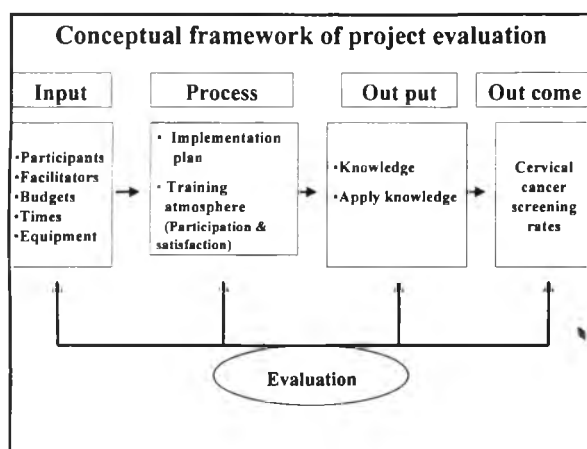 Conceptual framework of project evaluation
Input
Process
Out put
Out come
•Participants
•Facilitators
•Budgets
•Times
•Equipment
• Implementation
plan
• Training
atmosphere
(Participation &
satisfaction)
•Knowledge
•Apply knowledge
Cervical
cancer
screening
rates
Evaluation